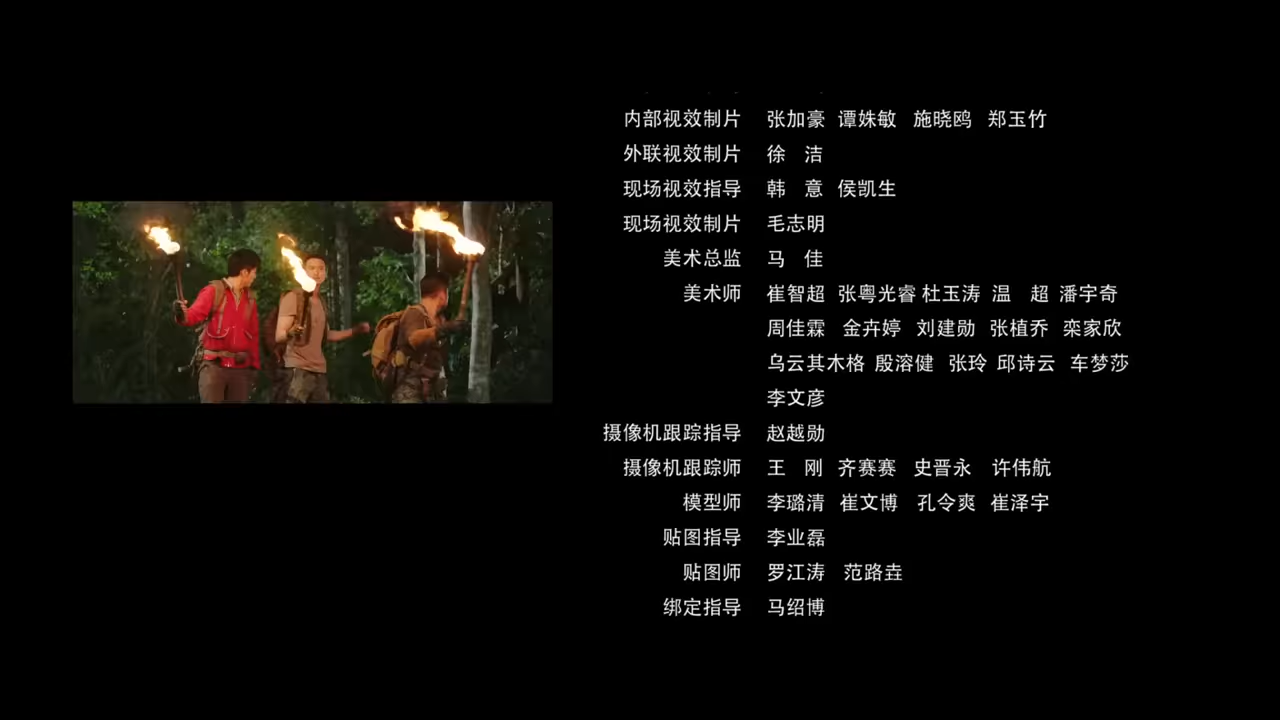 内部视效制片 张加豪 谭姝敏 施晓鸥 郑玉竹
外联视效制片 徐 洁
现场视效指导 韩 意 侯凯生
现场视效制片 毛志明
美术总监 马 佳
美术师 崔智超 张粤光睿 杜玉涛 温 超 潘宇奇
周佳霖 金卉婷 刘建勋 张植乔 栾家欣
乌云其木格 殷溶健 张玲 邱诗云 车梦莎
李文彦
摄像机跟踪指导 赵越勋
摄像机跟踪师 王 刚 齐赛赛 史晋永 许伟航
模型师 李璐清 崔文博 孔令爽 崔泽宇
贴图指导 李业磊
贴图师 罗江涛 范路垚
绑定指导 马绍博